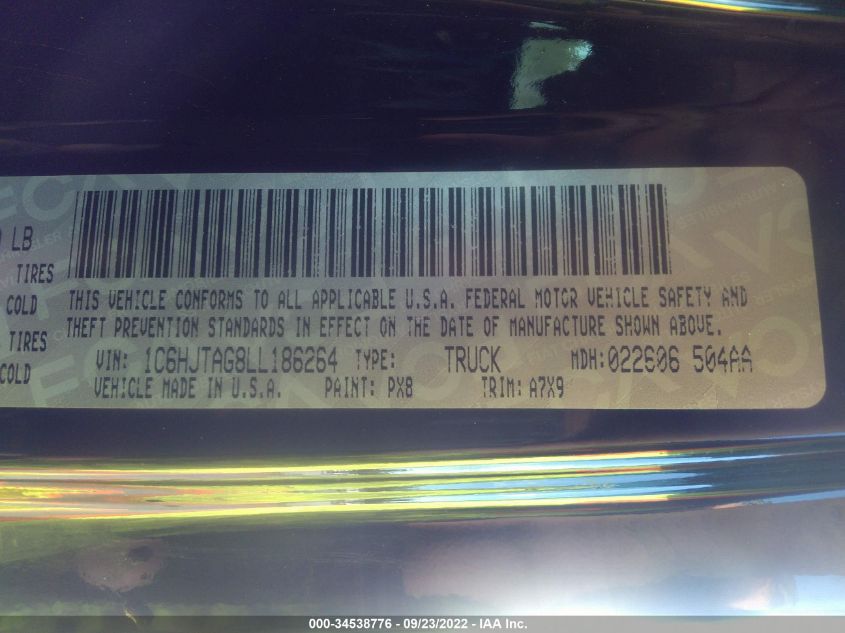 LB
TIRES
COLD
TIRES
COLD
THIS VEHICLE CONFORMS TO ALL APPLICABLE U.S.A. FEDERAL MOTOR VEHICLE SAFETY AND
THEFT PREVENTION STANDARDS IN EFFECT ON THE DATE OF MANUFACTURE SHOWN ABOVE.
VIN: 1C6HJTAG8LL186264 TYPE: TRUCK MDH: 022606 504AA
VEHICLE MADE IN U.S.A. PAINT: PX8 TRIM: A7X9
000-34538776 - 09/23/2022 - IAA Inc.